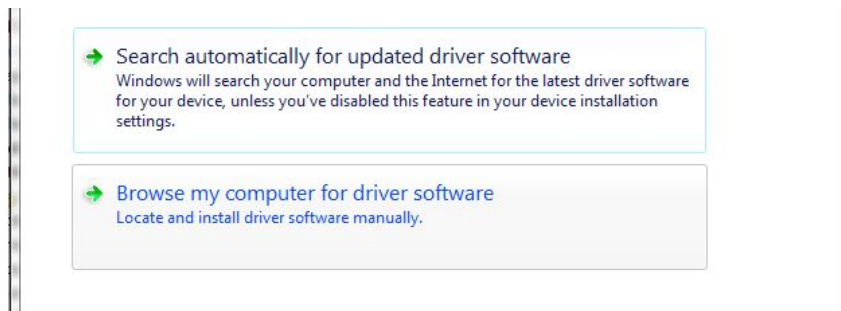 Search automatically for updated driver software
Windows will search your computer and the Internet for the latest driver software
for your device, unless you've disabled this feature in your device installation
settings.
Browse my computer for driver software
Locate and install driver software manually.